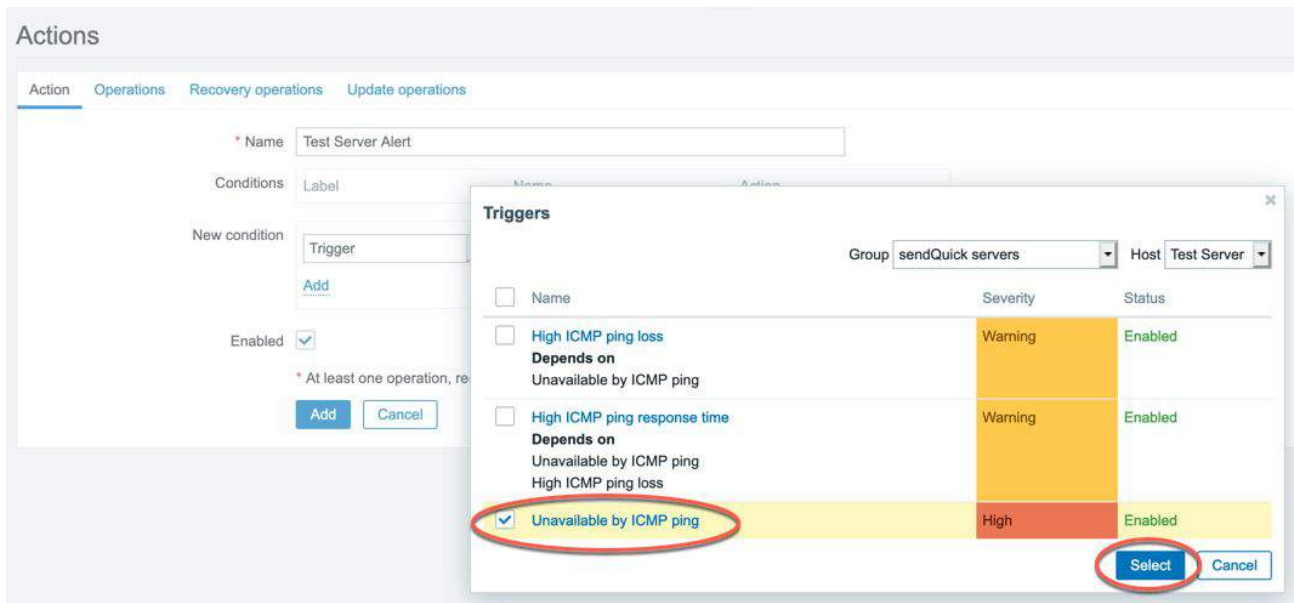 Actions
Action Operations Recovery operations Update operations
* Name Test Server Alert
Conditions Label Name Action
New condition Trigger
Add
Enabled
* At least one operation, re
Add Cancel
Triggers
Group sendQuick servers Host Test Server
Name Severity Status
High ICMP ping loss Warning Enabled
Depends on
Unavailable by ICMP ping
High ICMP ping response time Warning Enabled
Depends on
Unavailable by ICMP ping
High ICMP ping loss
Unavailable by ICMP ping High Enabled
Select Cancel